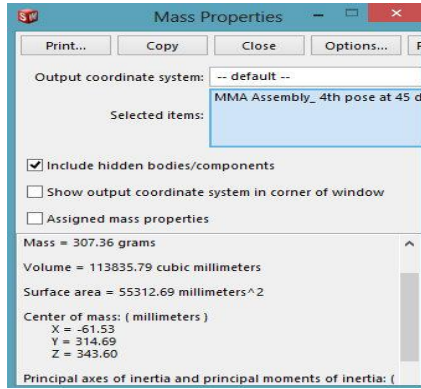 SW
Mass Properties
Print... Copy Close Options...
Output coordinate system: -- default --
MMA Assembly_ 4th pose at 45 d
Selected items:
Include hidden bodies/components
Show output coordinate system in corner of window
Assigned mass properties
Mass = 307.36 grams
Volume = 113835.79 cubic millimeters
Surface area = 55312.69 millimeters^2
Center of mass: ( millimeters )
X = -61.53
Y = 314.69
Z = 343.60
Principal axes of inertia and principal moments of inertia: (